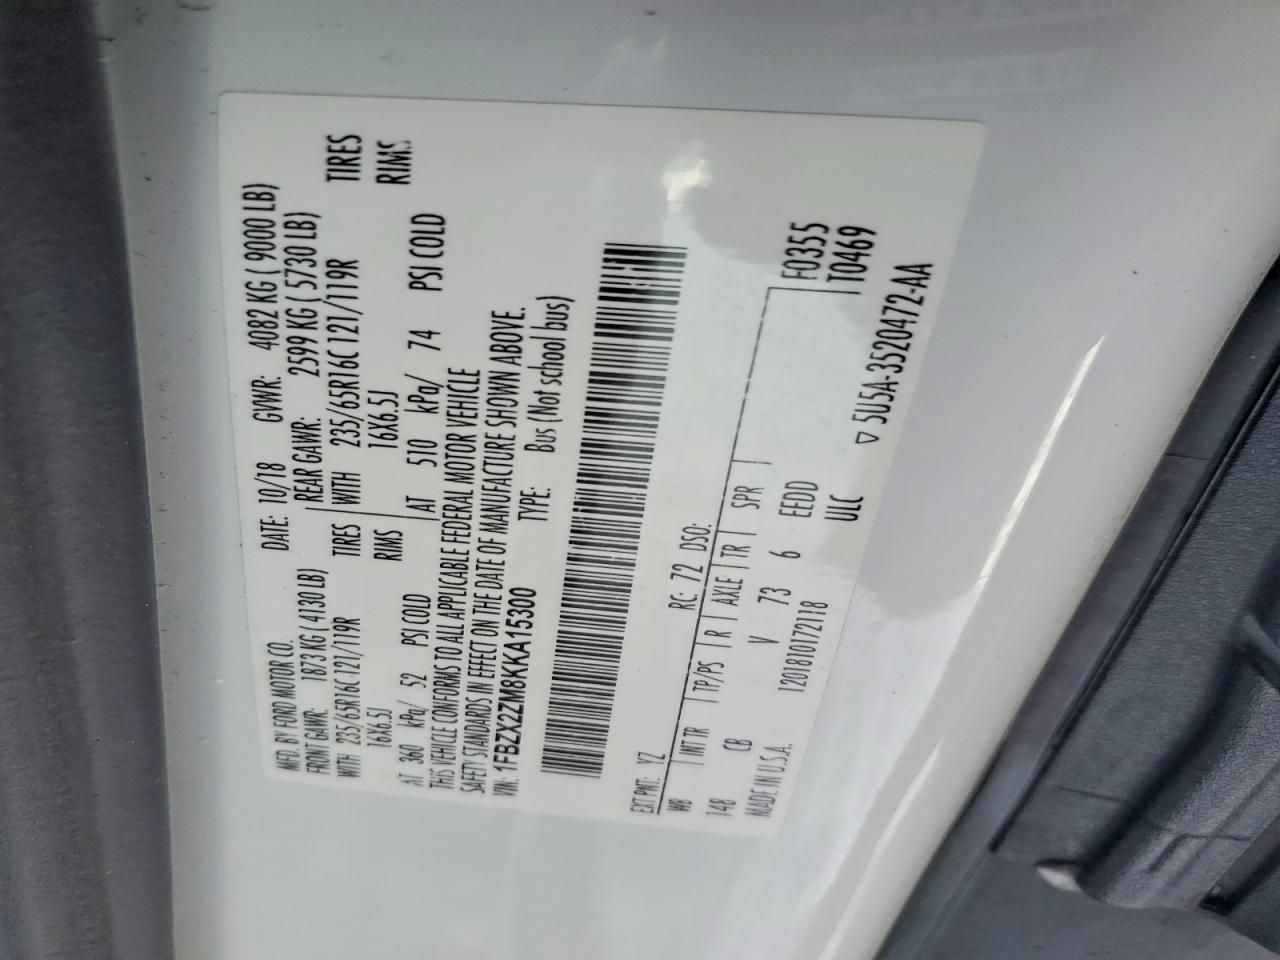 MFD. BY FORD MOTOR CO.
DATE: 10/18 GVWR: 4082 KG ( 9000 LB)
FRONT GAWR: 1873 KG ( 4130 LB) REAR GAWR: 2599 KG ( 5730 LB)
WITH 235/65R16C 121/119R TIRES WITH 235/65R16C 121/119R TIRES
16X6.5J RIMS 16X6.5J RIMS
AT 360 kPa/ 52 PSI COLD AT 510 kPa/ 74 PSI COLD
THIS VEHICLE CONFORMS TO ALL APPLICABLE FEDERAL MOTOR VEHICLE
SAFETY STANDARDS IN EFFECT ON THE DATE OF MANUFACTURE SHOWN ABOVE.
VIN: 1FBZX2ZM8KKA15300 TYPE: Bus (Not school bus)
EXT PNT: YZ RC: 72 DSO:
WB INT TR TP/PS R AXLE TR SPR F0355
148 CB V 73 6 EEDD T0469
MADE IN U.S.A. 120181017211B ULC ▽ 5U5A-3520472-AA